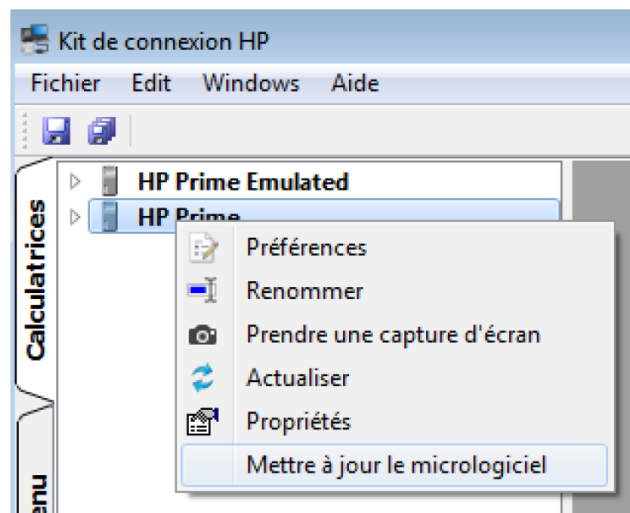 Kit de connexion HP
Fichier Edit Windows Aide
Calculatrices
HP Prime Emulated
HP Prime
Préférences
Renommer
Prendre une capture d'écran
Actualiser
Propriétés
Mettre à jour le micrologiciel
enu